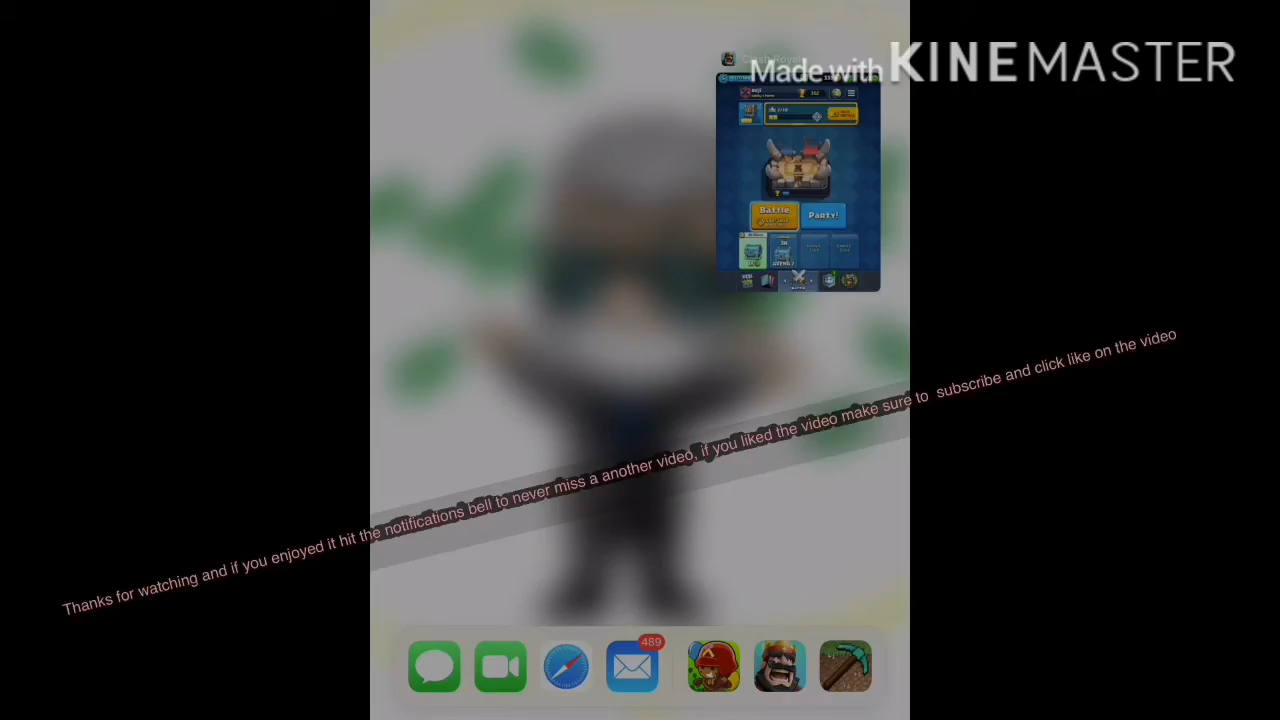 Made with KINEMASTER
Clash Royale
Battle
Party!
Thanks for watching and if you enjoyed it hit the notifications bell to never miss a another video, if you liked the video make sure to subscribe and click like on the video
489